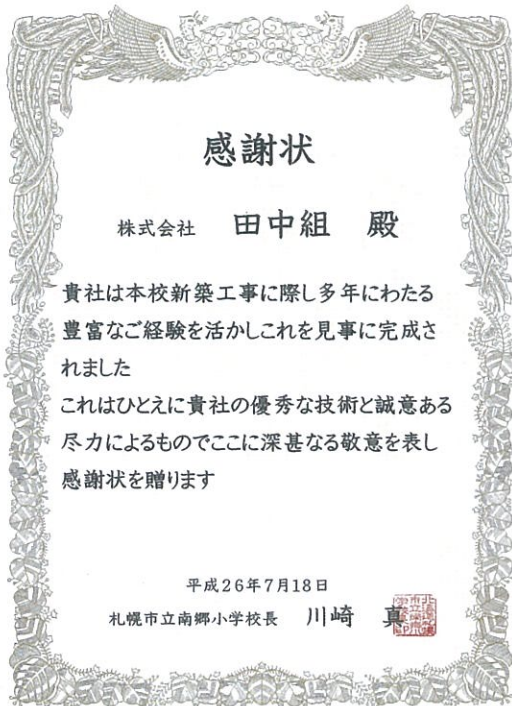 感謝状
株式会社 田中組 殿
貴社は本校新築工事に際し多年にわたる
豊富なご経験を活かしこれを見事に完成さ
れました
これはひとえに貴社の優秀な技術と誠意ある
尽力によるものでここに深甚なる敬意を表し
感謝状を贈ります
平成26年7月18日
札幌市立南郷小学校長 川崎 真